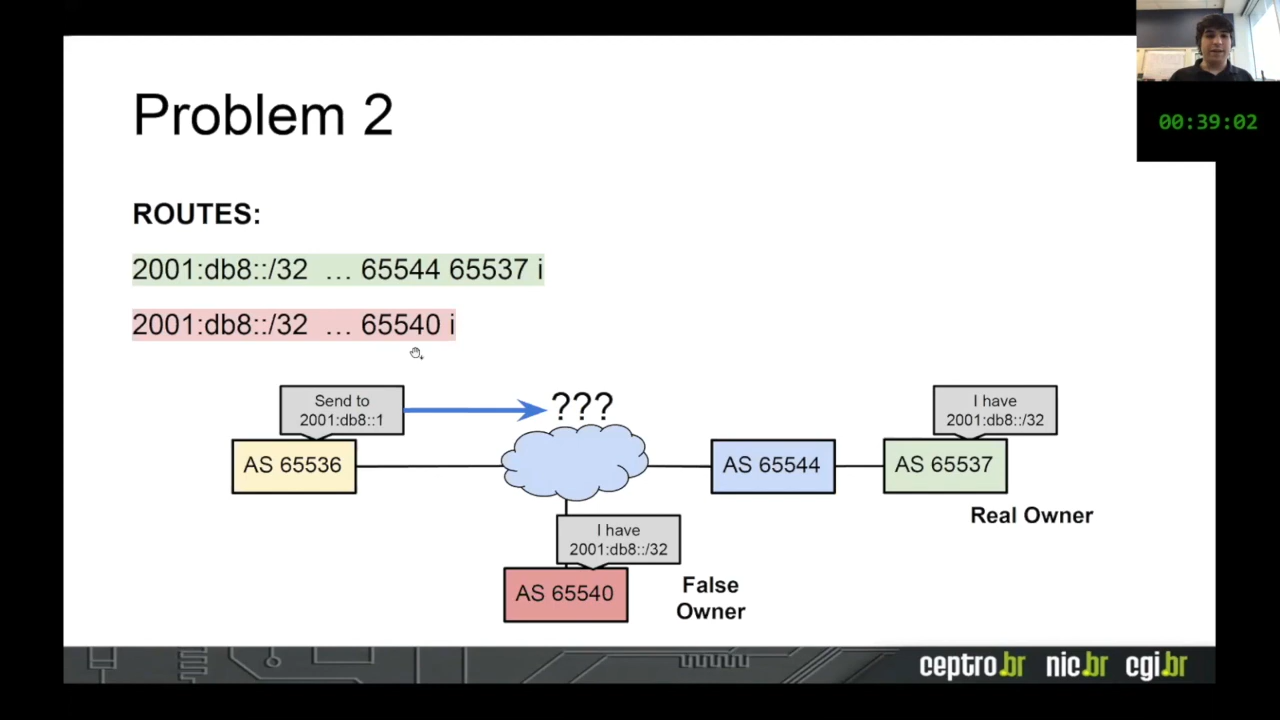 Problem 2
00:39:02
ROUTES:
2001:db8::/32 … 65544 65537 i
2001:db8::/32 … 65540 i
Send to
2001:db8::1
???
I have
2001:db8::/32
AS 65536
AS 65544
AS 65537
Real Owner
I have
2001:db8::/32
AS 65540
False
Owner
ceptro.br nic.br cgi.br